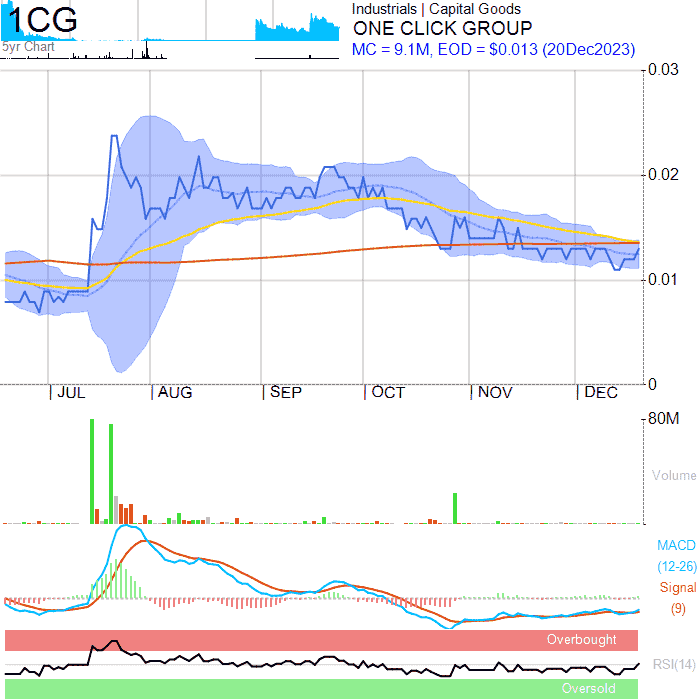 1CG
5yr Chart
Industrials | Capital Goods
ONE CLICK GROUP
MC = 9.1M, EOD = $0.013 (20Dec2023)
0.03
0.02
0.01
0
| JUL | AUG | SEP | OCT | NOV | DEC
80M
Volume
MACD
(12-26)
Signal
(9)
Overbought
RSI(14)
Oversold